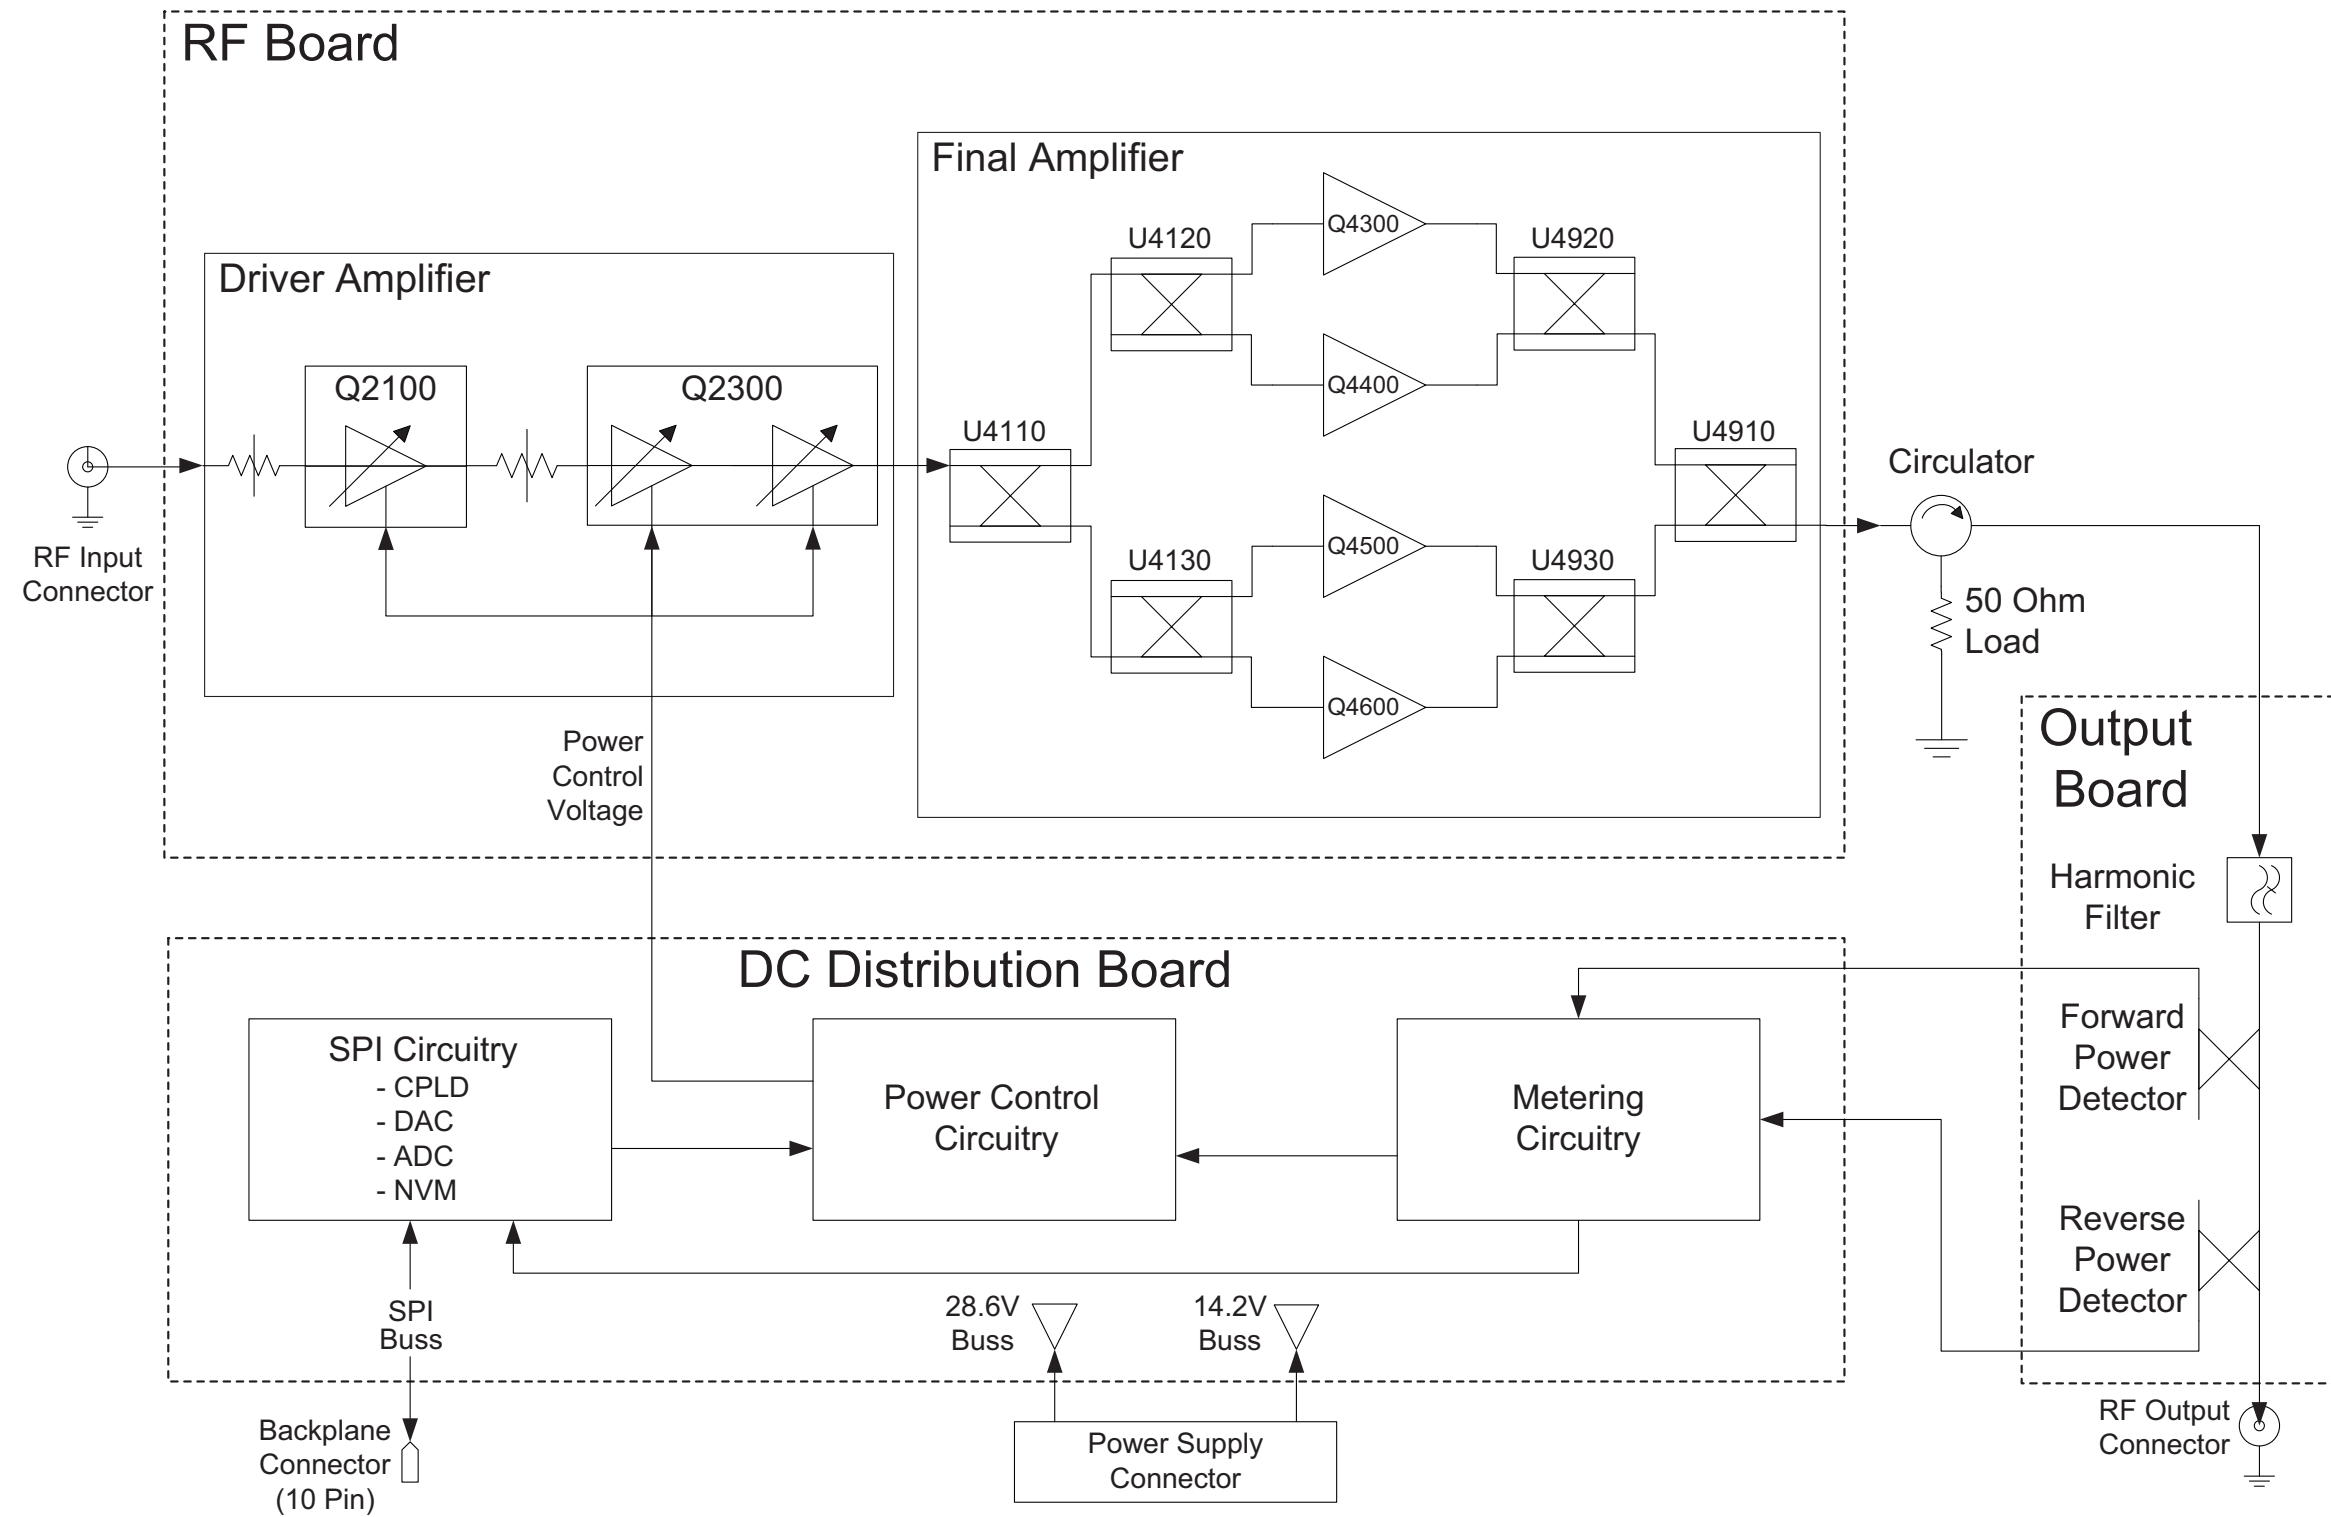 RF Board
Final Amplifier
Driver Amplifier
Q2100
Q2300
RF Input
Connector
U4110
U4120
U4130
Q4300
Q4400
Q4500
Q4600
U4920
U4930
U4910
Circulator
50 Ohm
Load
Power
Control
Voltage
Output
Board
Harmonic
Filter
Forward
Power
Detector
Reverse
Power
Detector
RF Output
Connector
DC Distribution Board
SPI Circuitry
- CPLD
- DAC
- ADC
- NVM
Power Control
Circuitry
Metering
Circuitry
SPI
Buss
28.6V
Buss
14.2V
Buss
Backplane
Connector
(10 Pin)
Power Supply
Connector